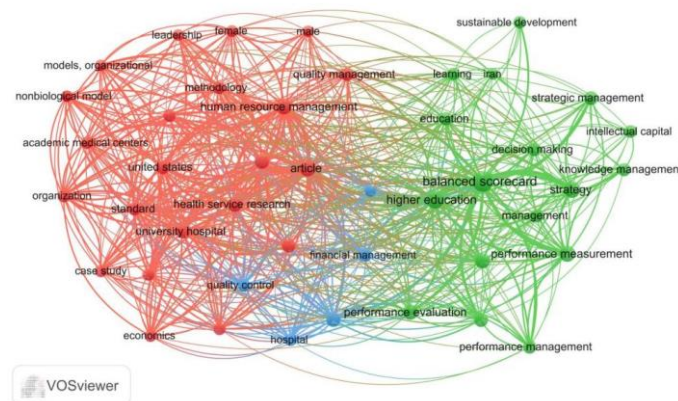 sustainable development
leadership
female
male
models, organizational
quality management
learning
iran
methodology
nonbiological model
human resource management
strategic management
education
intellectual capital
academic medical centers
decision making
united states
article
knowledge management
balanced scorecard
strategy
organization
higher education
standard
health service research
management
university hospital
financial management
performance measurement
case study
quality control
performance evaluation
economics
hospital
performance management
VOSviewer